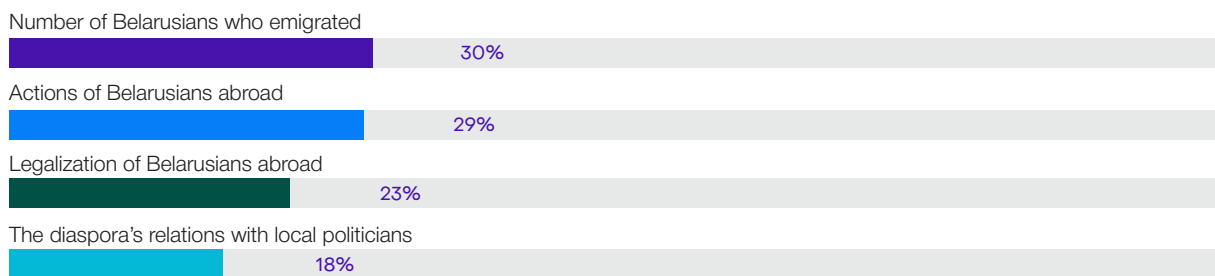 Number of Belarusians who emigrated
30%
Actions of Belarusians abroad
29%
Legalization of Belarusians abroad
23%
The diaspora’s relations with local politicians
18%